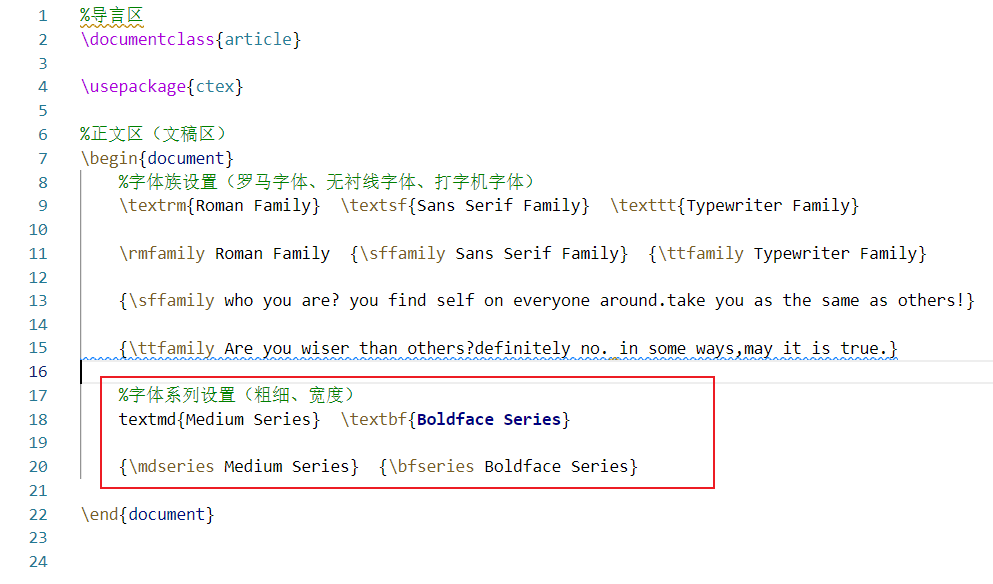 1 %导言区
2 \documentclass{article}
3
4 \usepackage{ctex}
5
6 %正文区（文稿区）
7 \begin{document}
8 %字体族设置（罗马字体、无衬线字体、打字机字体）
9 \textrm{Roman Family} \textsf{Sans Serif Family} \texttt{Typewriter Family}
10
11 \rmfamily Roman Family {\sffamily Sans Serif Family} {\ttfamily Typewriter Family}
12
13 {\sffamily who you are? you find self on everyone around.take you as the same as others!}
14
15 {\ttfamily Are you wiser than others?definitely no. in some ways,may it is true.}
16
17 %字体系列设置（粗细、宽度）
18 textmd{Medium Series} \textbf{Boldface Series}
19
20 {\mdseries Medium Series} {\bfseries Boldface Series}
21
22 \end{document}
23
24